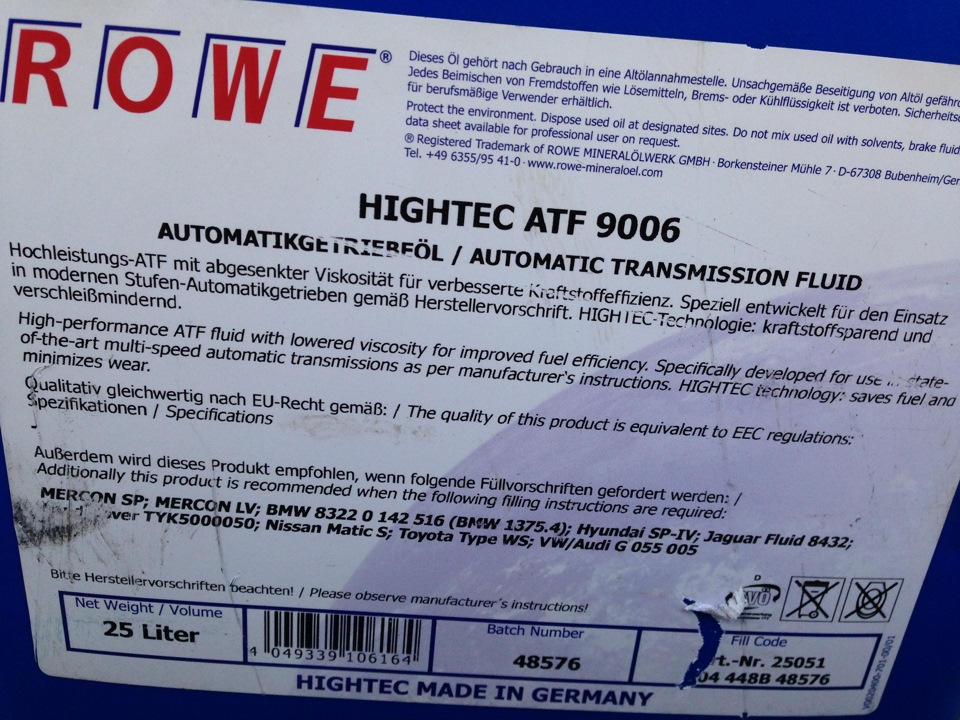 ROWE®
Dieses Öl gehört nach Gebrauch in eine Altölannahmestelle. Unsachgemäße Beseitigung von Altöl gefähr
Jedes Beimischen von Fremdstoffen wie Lösemitteln, Brems- oder Kühlflüssigkeit ist verboten. Sicherheits
für berufsmäßige Verwender erhältlich.
Protect the environment. Dispose used oil at designated sites. Do not mix used oil with solvents, brake fluid
data sheet available for professional user on request.
® Registered Trademark of ROWE MINERALÖLWERK GMBH · Borkensteiner Mühle 7 · D-67308 Bubenheim/Ger
Tel. +49 6355/95 41-0 · www.rowe-mineraloel.com
HIGHTEC ATF 9006
AUTOMATIKGETRIEBEÖL / AUTOMATIC TRANSMISSION FLUID
Hochleistungs-ATF mit abgesenkter Viskosität für verbesserte Kraftstoffeffizienz. Speziell entwickelt für den Einsatz
in modernen Stufen-Automatikgetrieben gemäß Herstellervorschrift. HIGHTEC-Technologie: kraftstoffsparend und
verschleißmindernd.
High-performance ATF fluid with lowered viscosity for improved fuel efficiency. Specifically developed for use state-
of-the-art multi-speed automatic transmissions as per manufacturer's instructions. HIGHTEC technology: saves fuel and
minimizes wear.
Qualitativ gleichwertig nach EU-Recht gemäß: / The quality of this product is equivalent to EEC regulations:
Spezifikationen / Specifications
Außerdem wird dieses Produkt empfohlen, wenn folgende Füllvorschriften gefordert werden: /
Additionally this product is recommended when the following filling instructions are required:
MERCON SP; MERCON LV; BMW 8322 0 142 516 (BMW 1375.4); Hyundai SP-IV; Jaguar Fluid 8432;
over TYK5000050; Nissan Matic S; Toyota Type WS; VW/Audi G 055 005
Bitte Herstellervorschriften beachten! / Please observe manufacturer's instructions!
Net Weight / Volume
25 Liter
4 049339 106164
Batch Number
48576
Fill Code
rt.-Nr. 25051
04 448B 48576
HIGHTEC MADE IN GERMANY